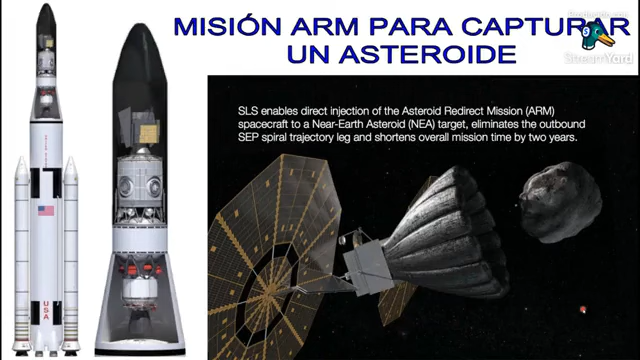 MISIÓN ARM PARA CAPTURAR
UN ASTEROIDE
StreamYard
SLS enables direct injection of the Asteroid Redirect Mission (ARM)
spacecraft to a Near-Earth Asteroid (NEA) target, eliminates the outbound
SEP spiral trajectory leg and shortens overall mission time by two years.
USA